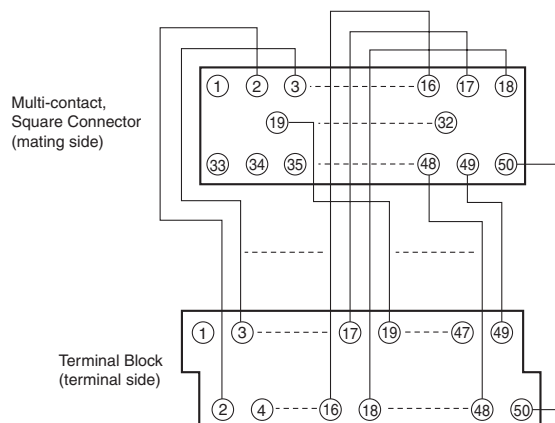 1 2 3 16 17 18
Multi-contact,
Square Connector
(mating side)
19 32
33 34 35 48 49 50
1 3 17 19 47 49
Terminal Block
(terminal side)
2 4 16 18 48 50